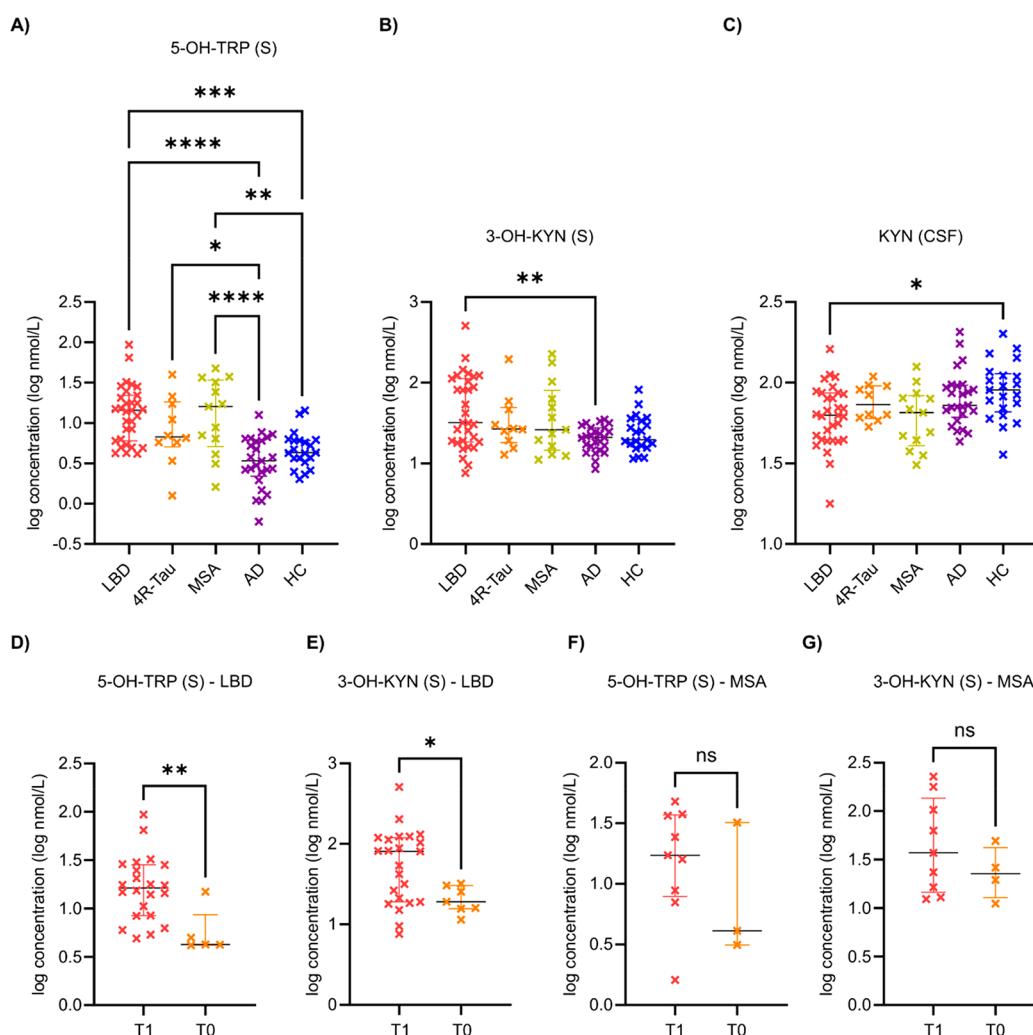 A)
5-OH-TRP (S)
***
****
**
*
****
log concentration (log nmol/L)
2.5
2.0
1.5
1.0
0.5
0.0
-0.5
LBD
4R-Tau
MSA
AD
HC
B)
3-OH-KYN (S)
**
log concentration (log nmol/L)
3
2
1
0
LBD
4R-Tau
MSA
AD
HC
C)
KYN (CSF)
*
log concentration (log nmol/L)
2.5
2.0
1.5
1.0
LBD
4R-Tau
MSA
AD
HC
D)
5-OH-TRP (S) - LBD
**
log concentration (log nmol/L)
2.5
2.0
1.5
1.0
0.5
0.0
T1 T0
E)
3-OH-KYN (S) - LBD
*
log concentration (log nmol/L)
3
2
1
0
T1 T0
F)
5-OH-TRP (S) - MSA
ns
log concentration (log nmol/L)
2.0
1.5
1.0
0.5
0.0
T1 T0
G)
3-OH-KYN (S) - MSA
ns
log concentration (log nmol/L)
2.5
2.0
1.5
1.0
0.5
0.0
T1 T0